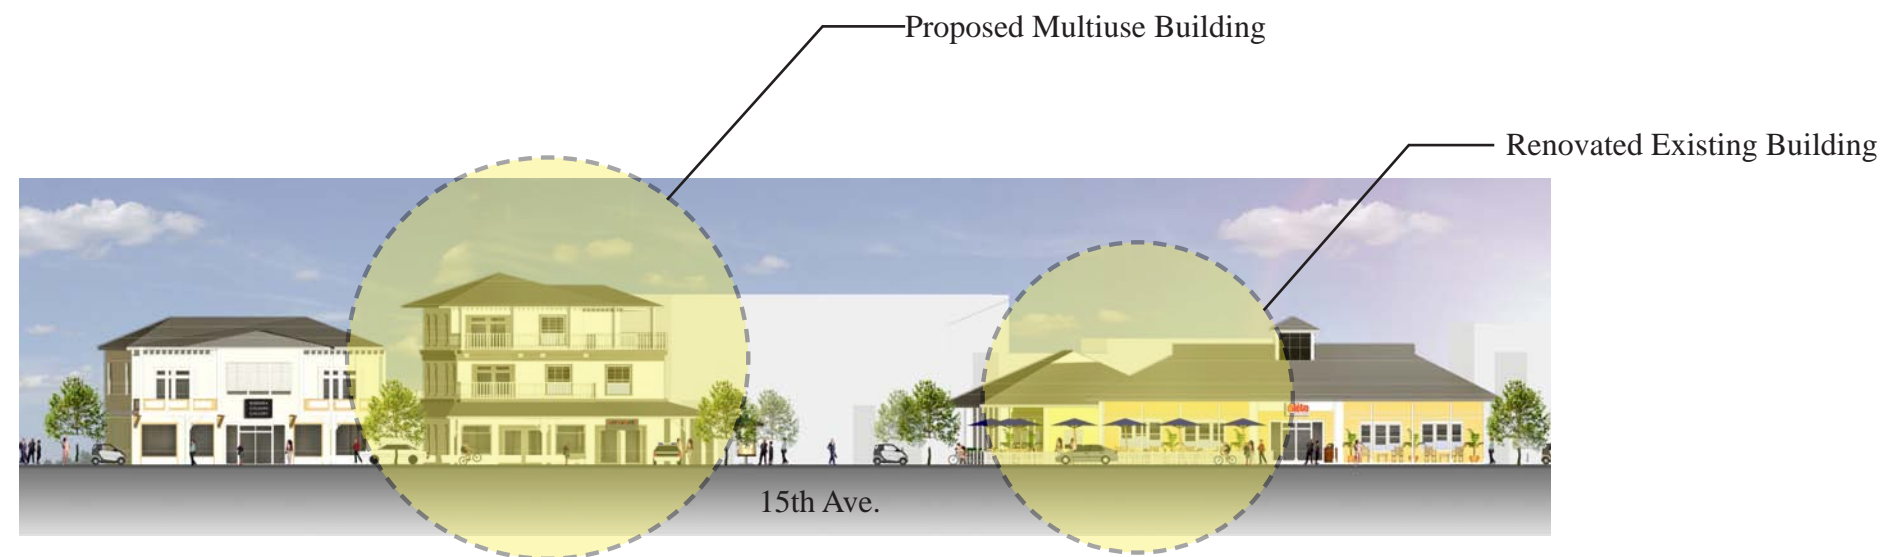 Proposed Multiuse Building
Renovated Existing Building
15th Ave.